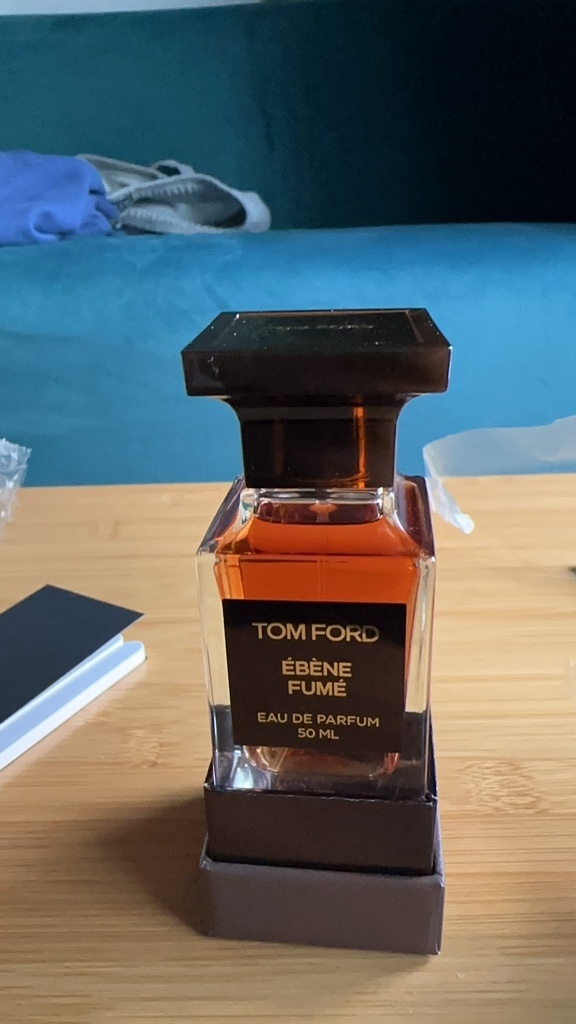 TOM FORD
ÉBÈNE
FUMÉ
EAU DE PARFUM
50 ML